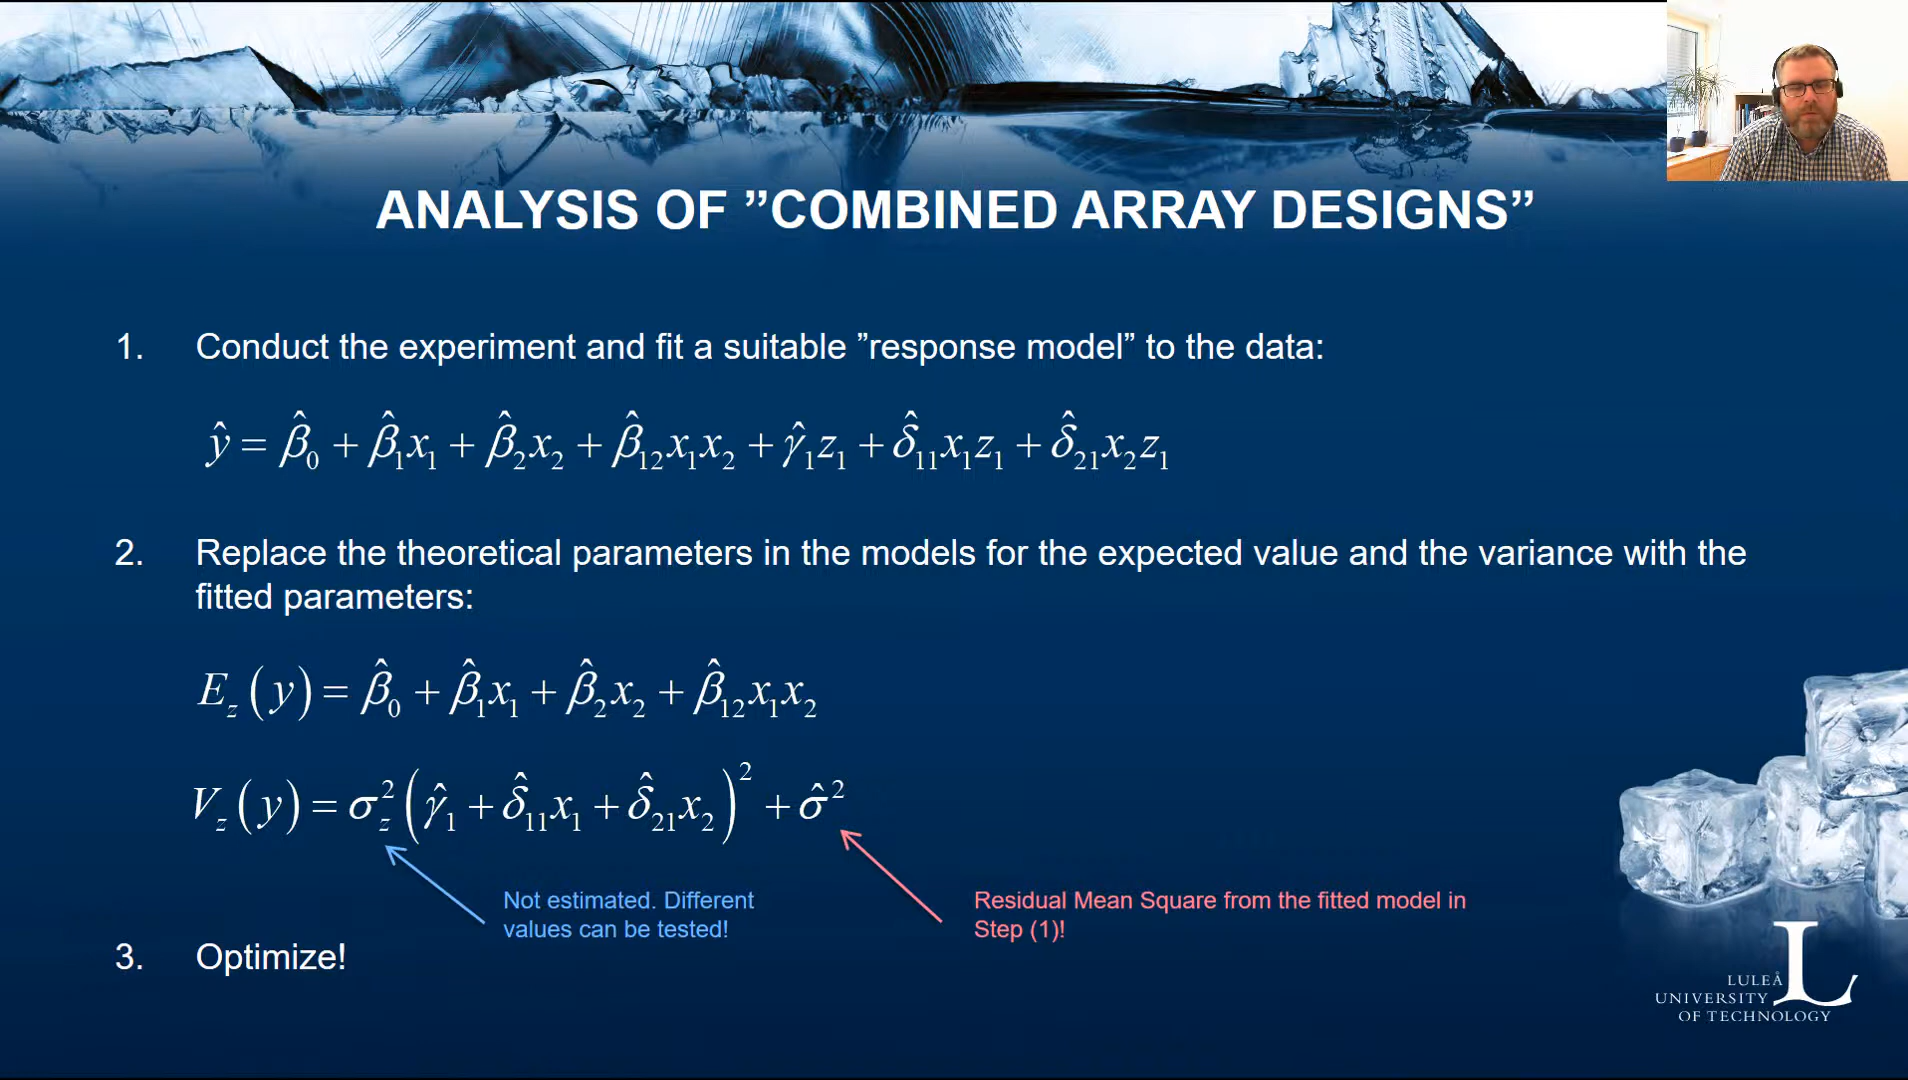 ANALYSIS OF ”COMBINED ARRAY DESIGNS”
1. Conduct the experiment and fit a suitable ”response model” to the data:
ŷ = β̂₀ + β̂₁x₁ + β̂₂x₂ + β̂₁₂x₁x₂ + γ̂₁z₁ + δ̂₁₁x₁z₁ + δ̂₂₁x₂z₁
2. Replace the theoretical parameters in the models for the expected value and the variance with the
fitted parameters:
E_z(y) = β̂₀ + β̂₁x₁ + β̂₂x₂ + β̂₁₂x₁x₂
V_z(y) = σ_z²(γ̂₁ + δ̂₁₁x₁ + δ̂₂₁x₂)² + σ̂²
Not estimated. Different
values can be tested!
Residual Mean Square from the fitted model in
Step (1)!
3. Optimize!
LULEÅ
UNIVERSITY
OF TECHNOLOGY
L